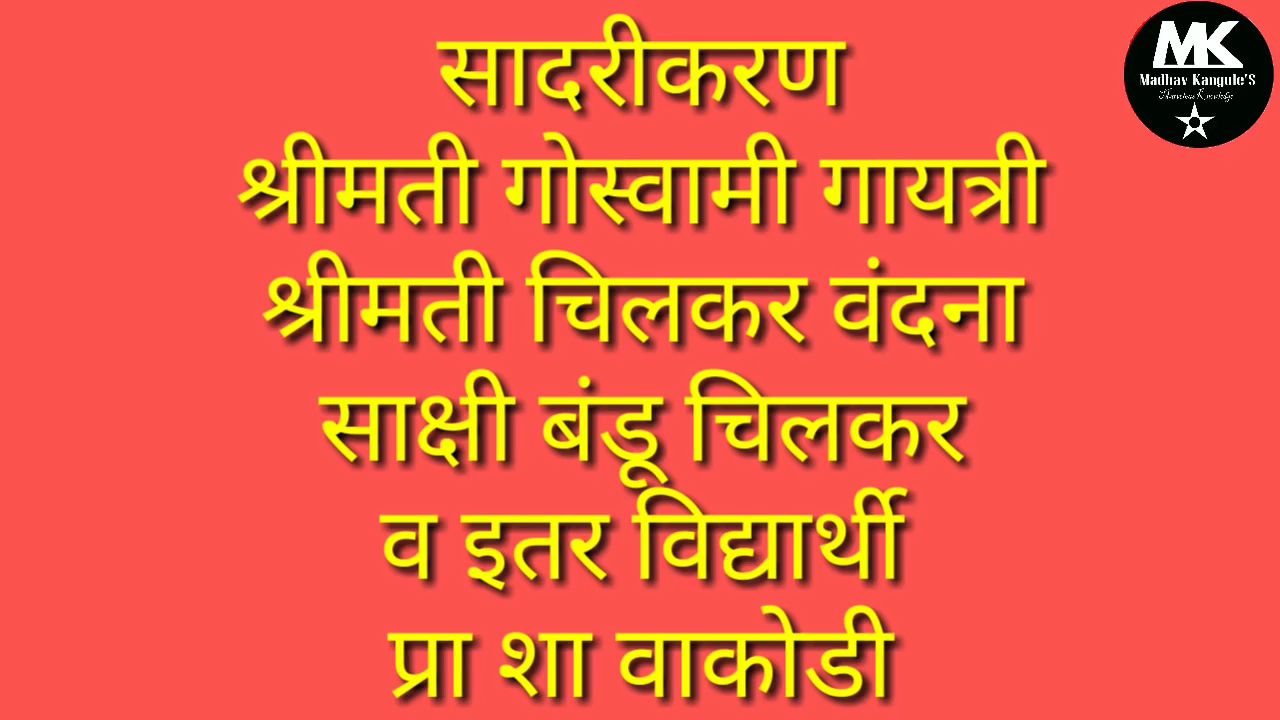 सादरीकरण
श्रीमती गोस्वामी गायत्री
श्रीमती चिलकर वंदना
साक्षी बंडू चिलकर
व इतर विद्यार्थी
प्रा शा वाकोडी
MK
Madhav Kangule'S